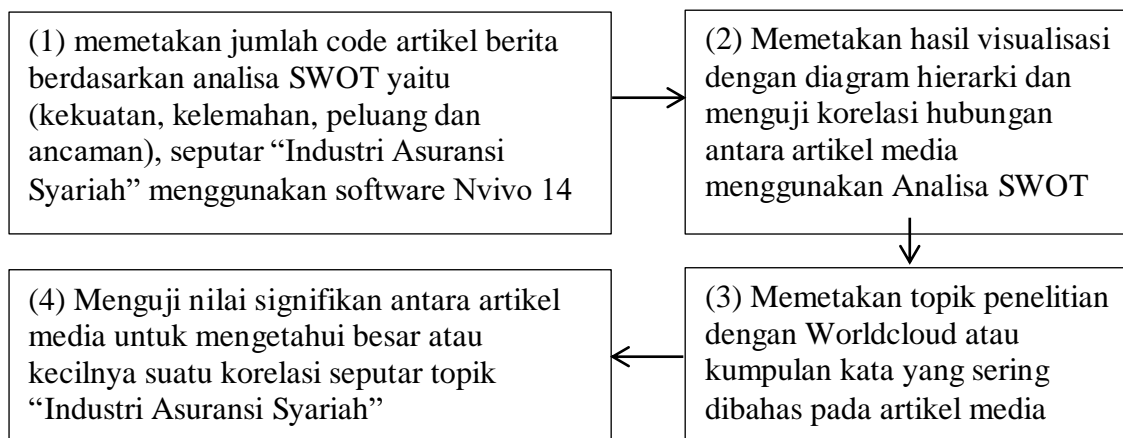 (1) memetakan jumlah code artikel berita
berdasarkan analisa SWOT yaitu
(kekuatan, kelemahan, peluang dan
ancaman), seputar “Industri Asuransi
Syariah” menggunakan software Nvivo 14
(2) Memetakan hasil visualisasi
dengan diagram hierarki dan
menguji korelasi hubungan
antara artikel media
menggunakan Analisa SWOT
(3) Memetakan topik penelitian
dengan Worldcloud atau
kumpulan kata yang sering
dibahas pada artikel media
(4) Menguji nilai signifikan antara artikel
media untuk mengetahui besar atau
kecilnya suatu korelasi seputar topik
“Industri Asuransi Syariah”